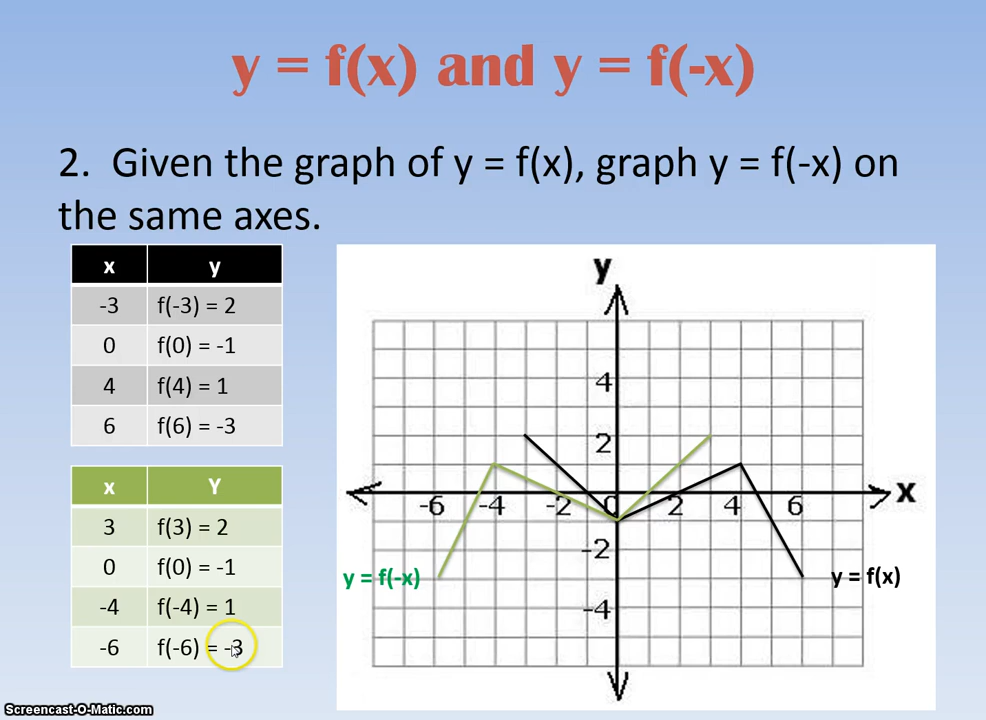 y = f(x) and y = f(-x)
2. Given the graph of y = f(x), graph y = f(-x) on
the same axes.
x y
-3 f(-3) = 2
0 f(0) = -1
4 f(4) = 1
6 f(6) = -3
x Y
3 f(3) = 2
0 f(0) = -1
-4 f(-4) = 1
-6 f(-6) = -3
y
4
2
-6 -4 -2 0 2 4 6 x
-2
y = f(-x) y = f(x)
-4
Screencast-O-Matic.com